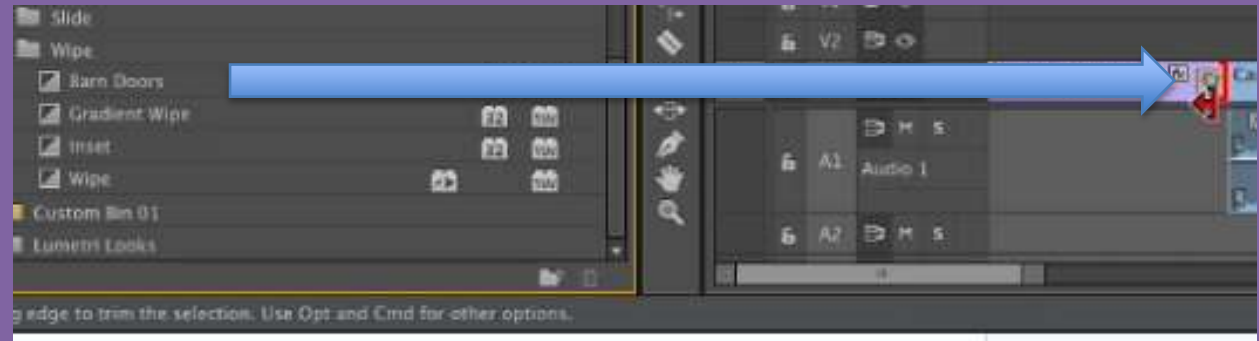 Slide
Wipe
Barn Doors
Gradient Wipe
Inset
Wipe
Custom Bin 01
Lumetri Looks
g edge to trim the selection. Use Opt and Cmd for other options.
V2
A1
M S
Audio 1
A2 M S